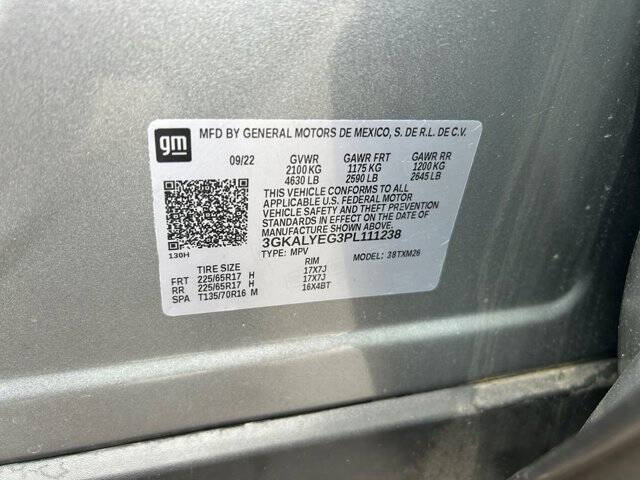 gm
MFD BY GENERAL MOTORS DE MEXICO, S. DE R.L. DE C.V.
09/22 GVWR GAWR FRT GAWR RR
2100 KG 1175 KG 1200 KG
4630 LB 2590 LB 2645 LB
THIS VEHICLE CONFORMS TO ALL
APPLICABLE U.S. FEDERAL MOTOR
VEHICLE SAFETY AND THEFT PREVENTION
STANDARDS IN EFFECT ON THE DATE OF
MANUFACTURE SHOWN ABOVE.
3GKALYEG3PL111238
130H
TYPE: MPV MODEL: 38TXM26
TIRE SIZE RIM
FRT 225/65R17 H 17X7J
RR 225/65R17 H 17X7J
SPA T135/70R16 M 16X4BT